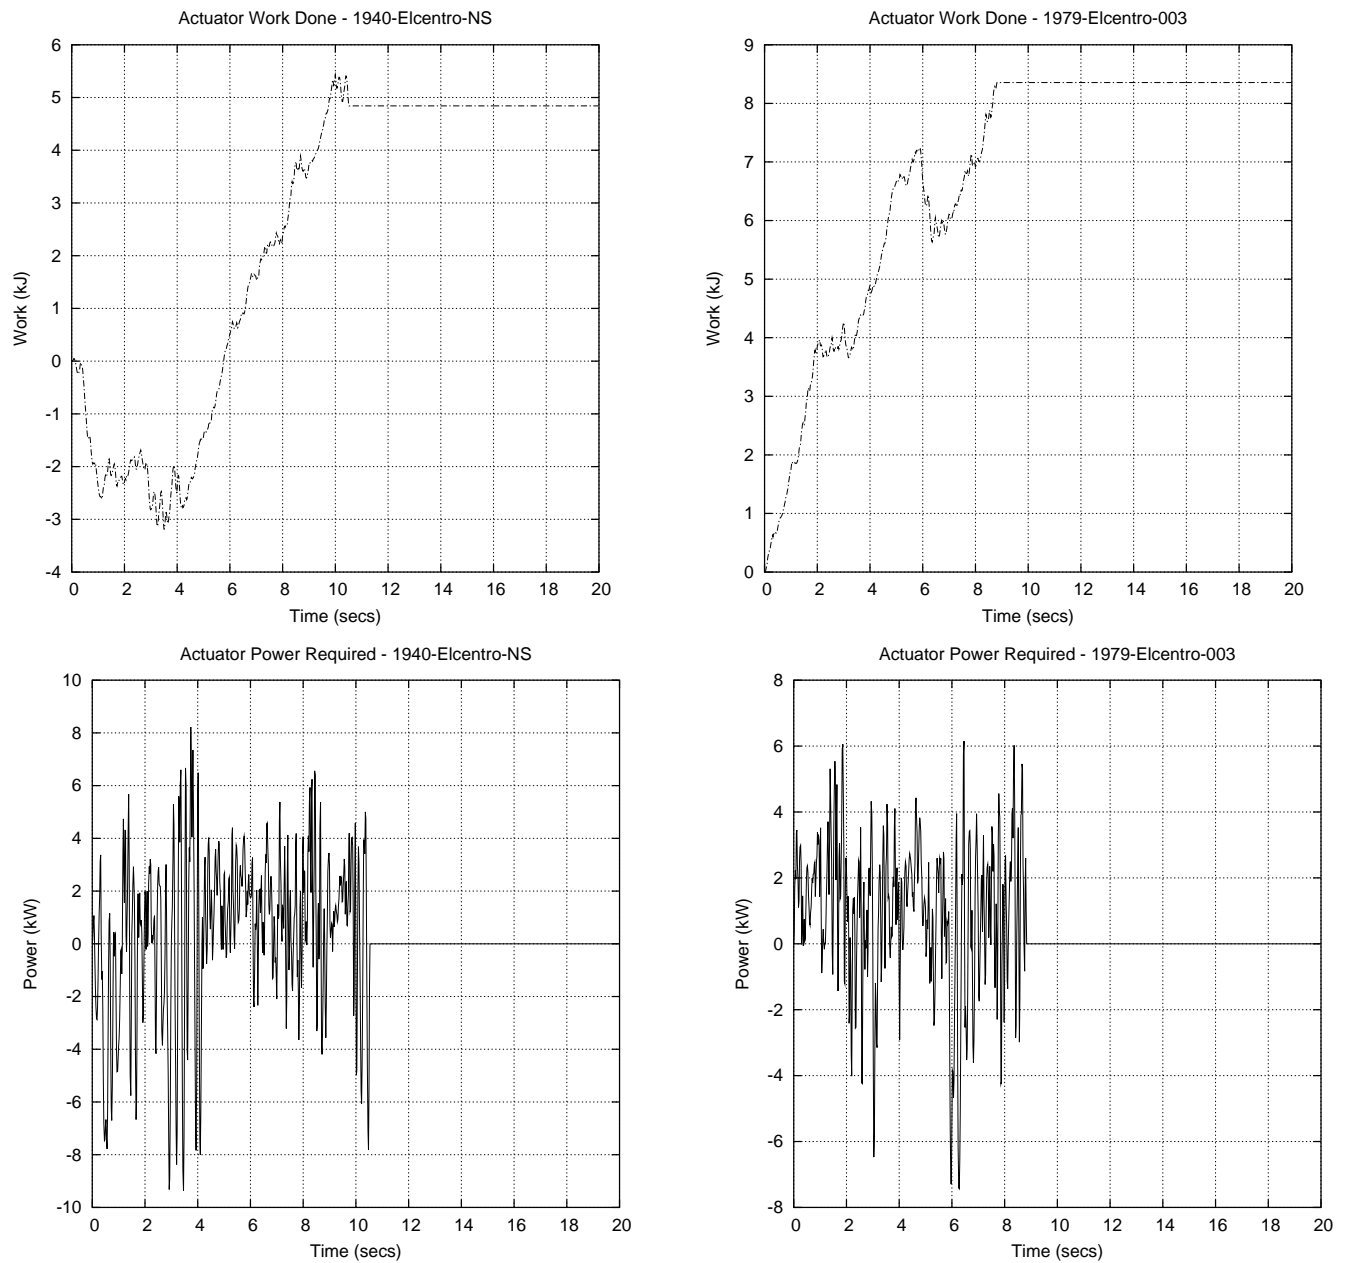 Actuator Work Done - 1940-Elcentro-NS
6
5
4
3
2
1
0
-1
-2
-3
-4
Work (kJ)
0 2 4 6 8 10 12 14 16 18 20
Time (secs)
Actuator Work Done - 1979-Elcentro-003
9
8
7
6
5
4
3
2
1
0
Work (kJ)
0 2 4 6 8 10 12 14 16 18 20
Time (secs)
Actuator Power Required - 1940-Elcentro-NS
10
8
6
4
2
0
-2
-4
-6
-8
-10
Power (kW)
0 2 4 6 8 10 12 14 16 18 20
Time (secs)
Actuator Power Required - 1979-Elcentro-003
8
6
4
2
0
-2
-4
-6
-8
Power (kW)
0 2 4 6 8 10 12 14 16 18 20
Time (secs)